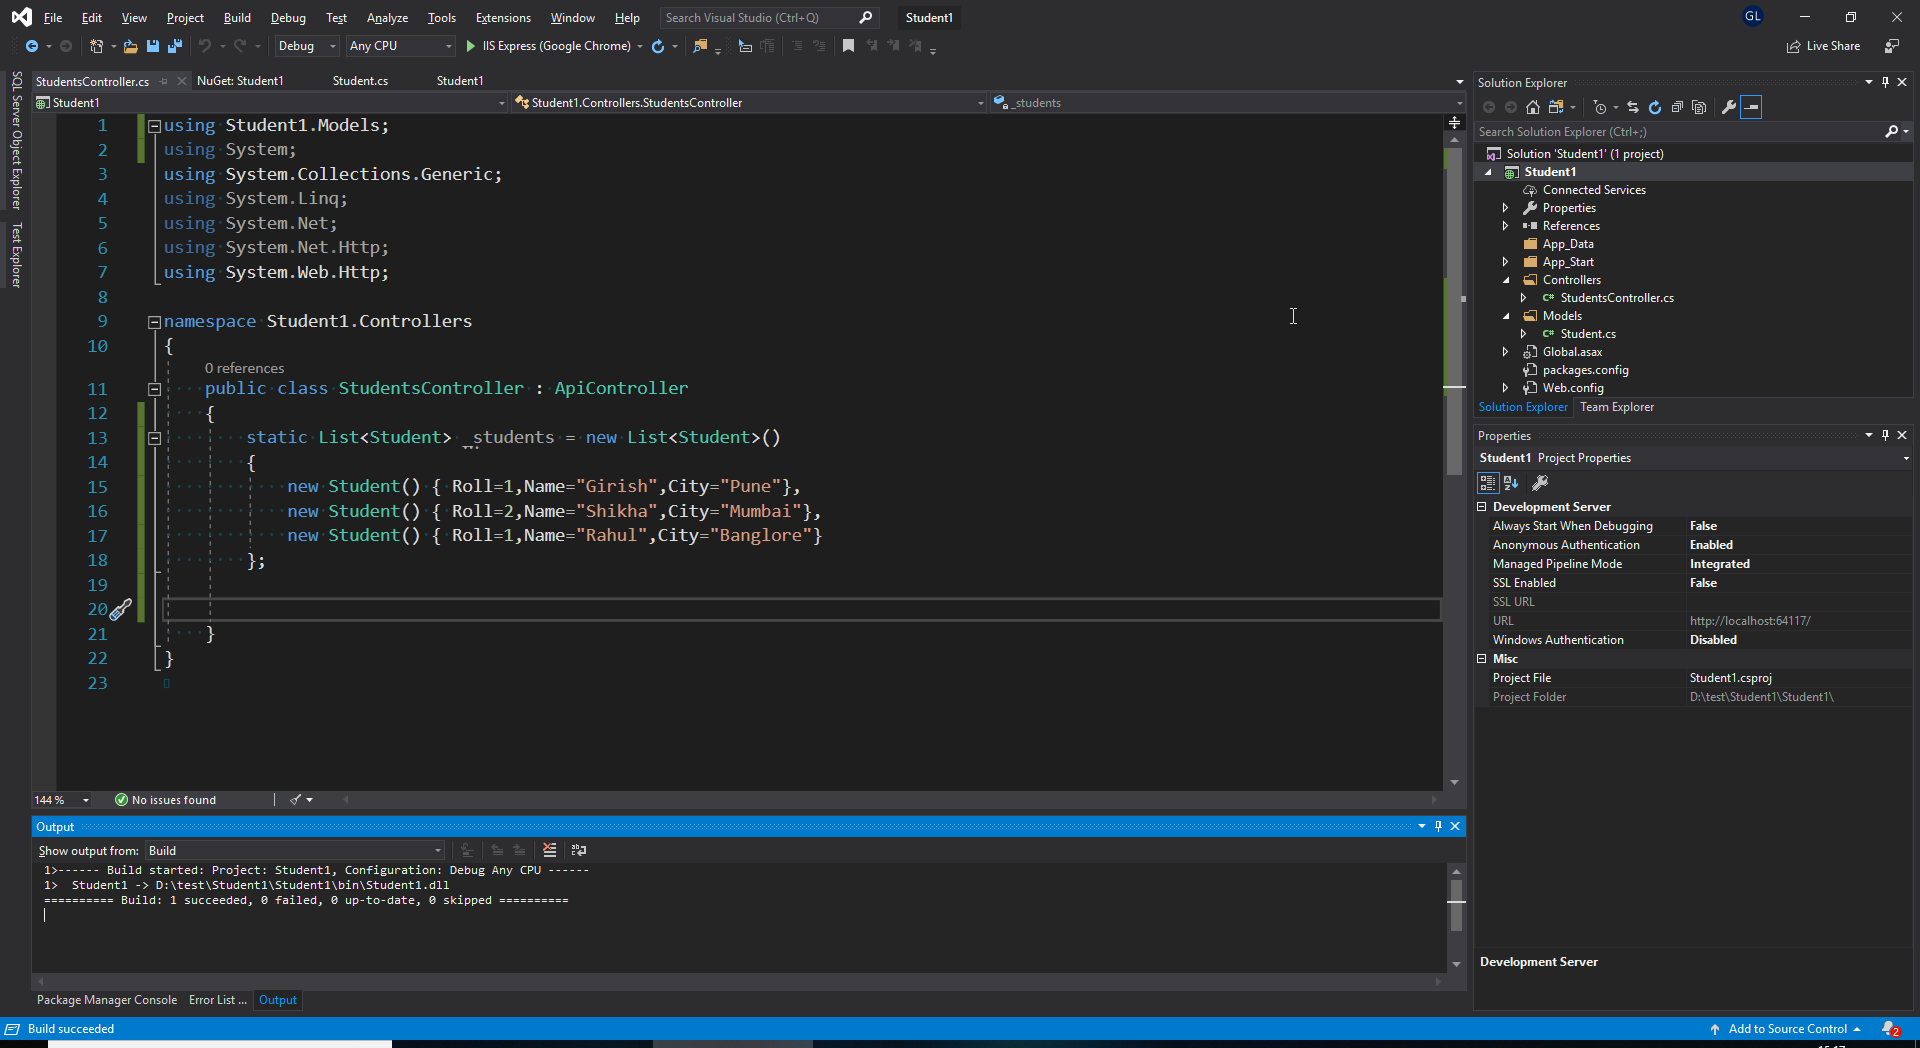 File Edit View Project Build Debug Test Analyze Tools Extensions Window Help Search Visual Studio (Ctrl+Q) Student1 GL
Debug Any CPU IIS Express (Google Chrome) Live Share
SQL Server Object Explorer
Test Explorer
StudentsController.cs NuGet: Student1 Student.cs Student1
Student1 Student1.Controllers.StudentsController _students
1 using Student1.Models;
2 using System;
3 using System.Collections.Generic;
4 using System.Linq;
5 using System.Net;
6 using System.Net.Http;
7 using System.Web.Http;
8
9 namespace Student1.Controllers
10 {
0 references
11 public class StudentsController : ApiController
12 {
13 static List<Student> _students = new List<Student>()
14 {
15 new Student() { Roll=1,Name="Girish",City="Pune"},
16 new Student() { Roll=2,Name="Shikha",City="Mumbai"},
17 new Student() { Roll=1,Name="Rahul",City="Banglore"}
18 };
19
20
21 }
22 }
23
144 % No issues found
Output
Show output from: Build
1>------ Build started: Project: Student1, Configuration: Debug Any CPU ------
1>  Student1 -> D:\test\Student1\Student1\bin\Student1.dll
========== Build: 1 succeeded, 0 failed, 0 up-to-date, 0 skipped ==========
Package Manager Console Error List ... Output
Solution Explorer
Search Solution Explorer (Ctrl+;)
Solution 'Student1' (1 project)
Student1
Connected Services
Properties
References
App_Data
App_Start
Controllers
C# StudentsController.cs
Models
C# Student.cs
Global.asax
packages.config
Web.config
Solution Explorer Team Explorer
Properties
Student1 Project Properties
Development Server
Always Start When Debugging False
Anonymous Authentication Enabled
Managed Pipeline Mode Integrated
SSL Enabled False
SSL URL
URL http://localhost:64117/
Windows Authentication Disabled
Misc
Project File Student1.csproj
Project Folder D:\test\Student1\Student1\
Development Server
Build succeeded Add to Source Control 2